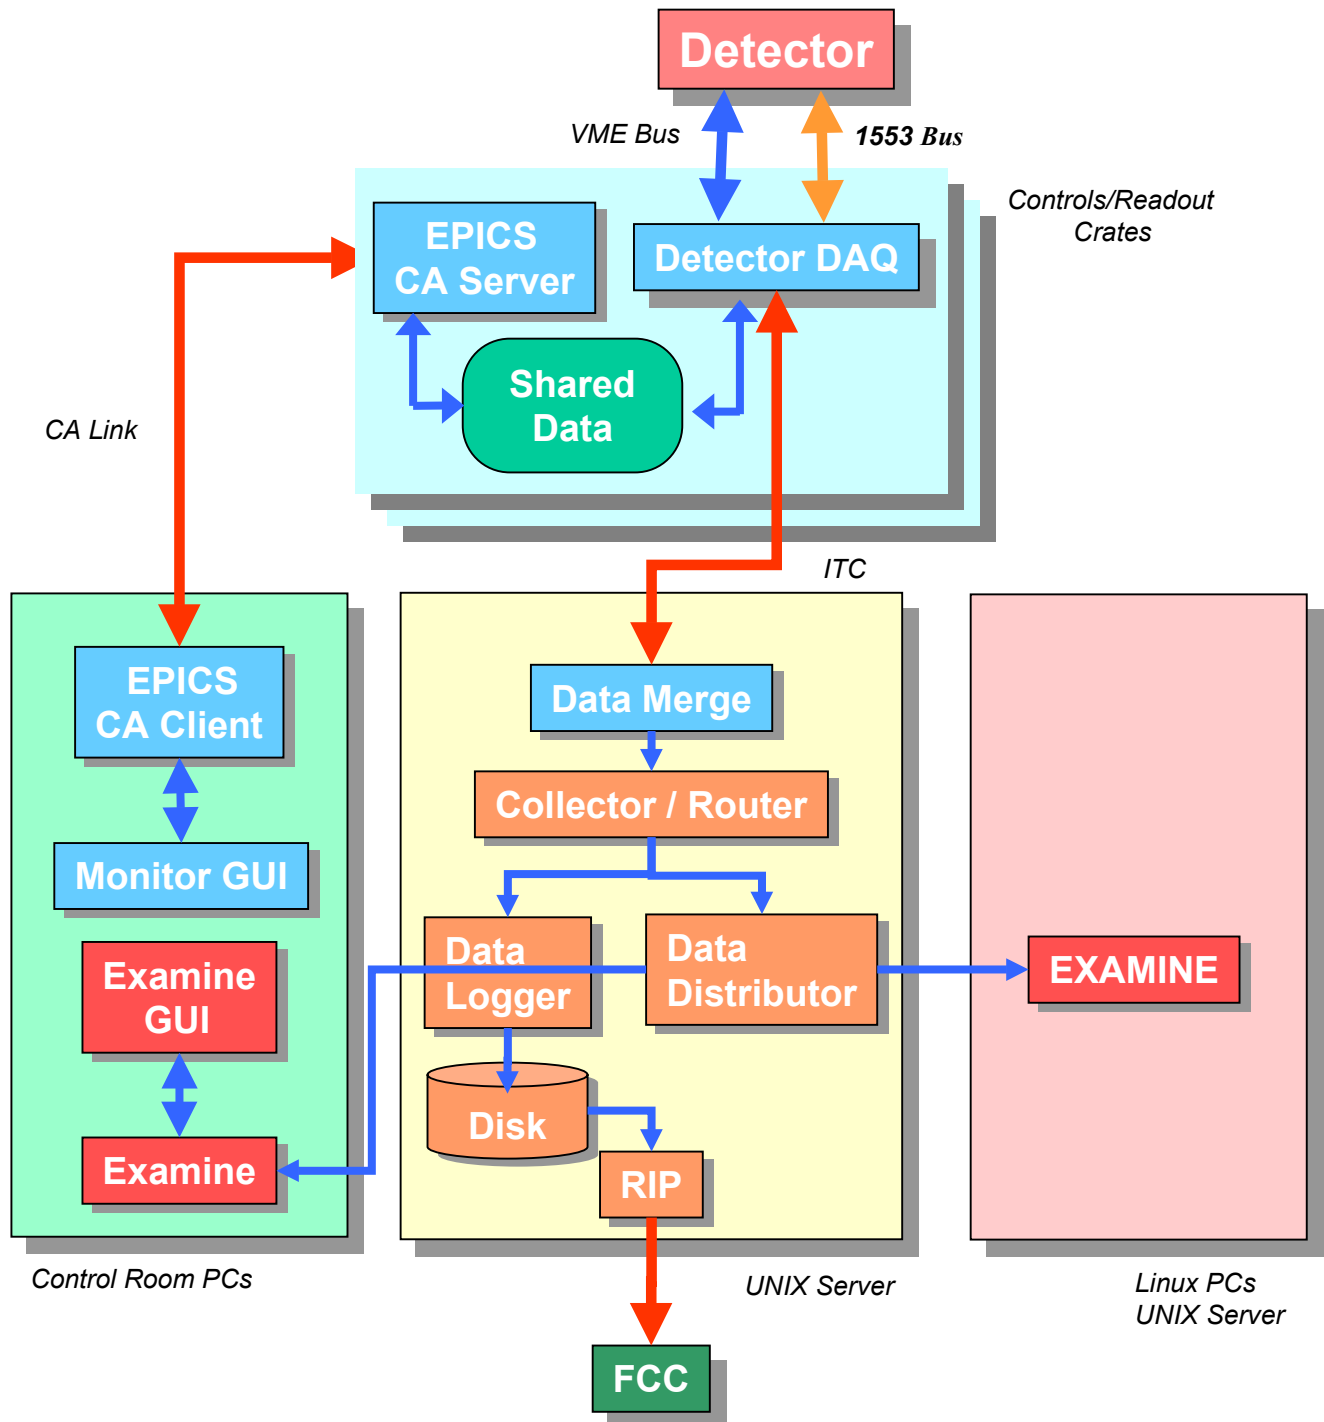 Detector
VME Bus
1553 Bus
Controls/Readout
Crates
EPICS
CA Server
Detector DAQ
Shared
Data
CA Link
ITC
EPICS
CA Client
Monitor GUI
Examine
GUI
Examine
Control Room PCs
Data Merge
Collector / Router
Data
Logger
Data
Distributor
Disk
RIP
UNIX Server
EXAMINE
Linux PCs
UNIX Server
FCC